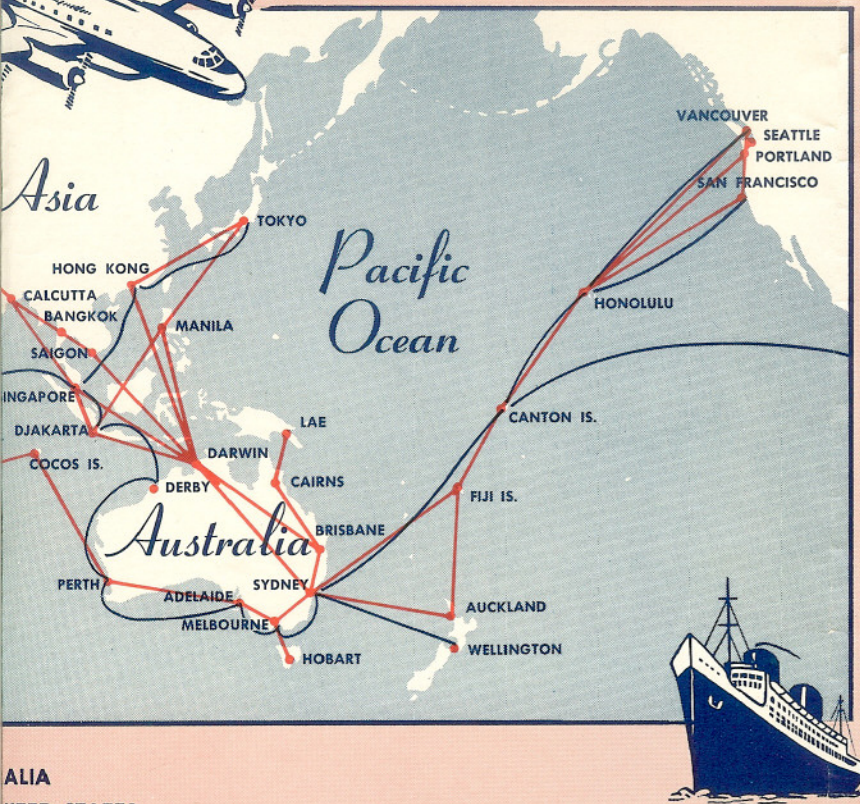 VANCOUVER
SEATTLE
PORTLAND
SAN FRANCISCO
Asia
TOKYO
Pacific
Ocean
HONG KONG
CALCUTTA
BANGKOK
MANILA
HONOLULU
SAIGON
INGAPORE
DJAKARTA
CANTON IS.
LAE
DARWIN
COCOS IS.
DERBY
CAIRNS
FIJI IS.
Australia
BRISBANE
PERTH
SYDNEY
ADELAIDE
AUCKLAND
MELBOURNE
WELLINGTON
HOBART
ALIA